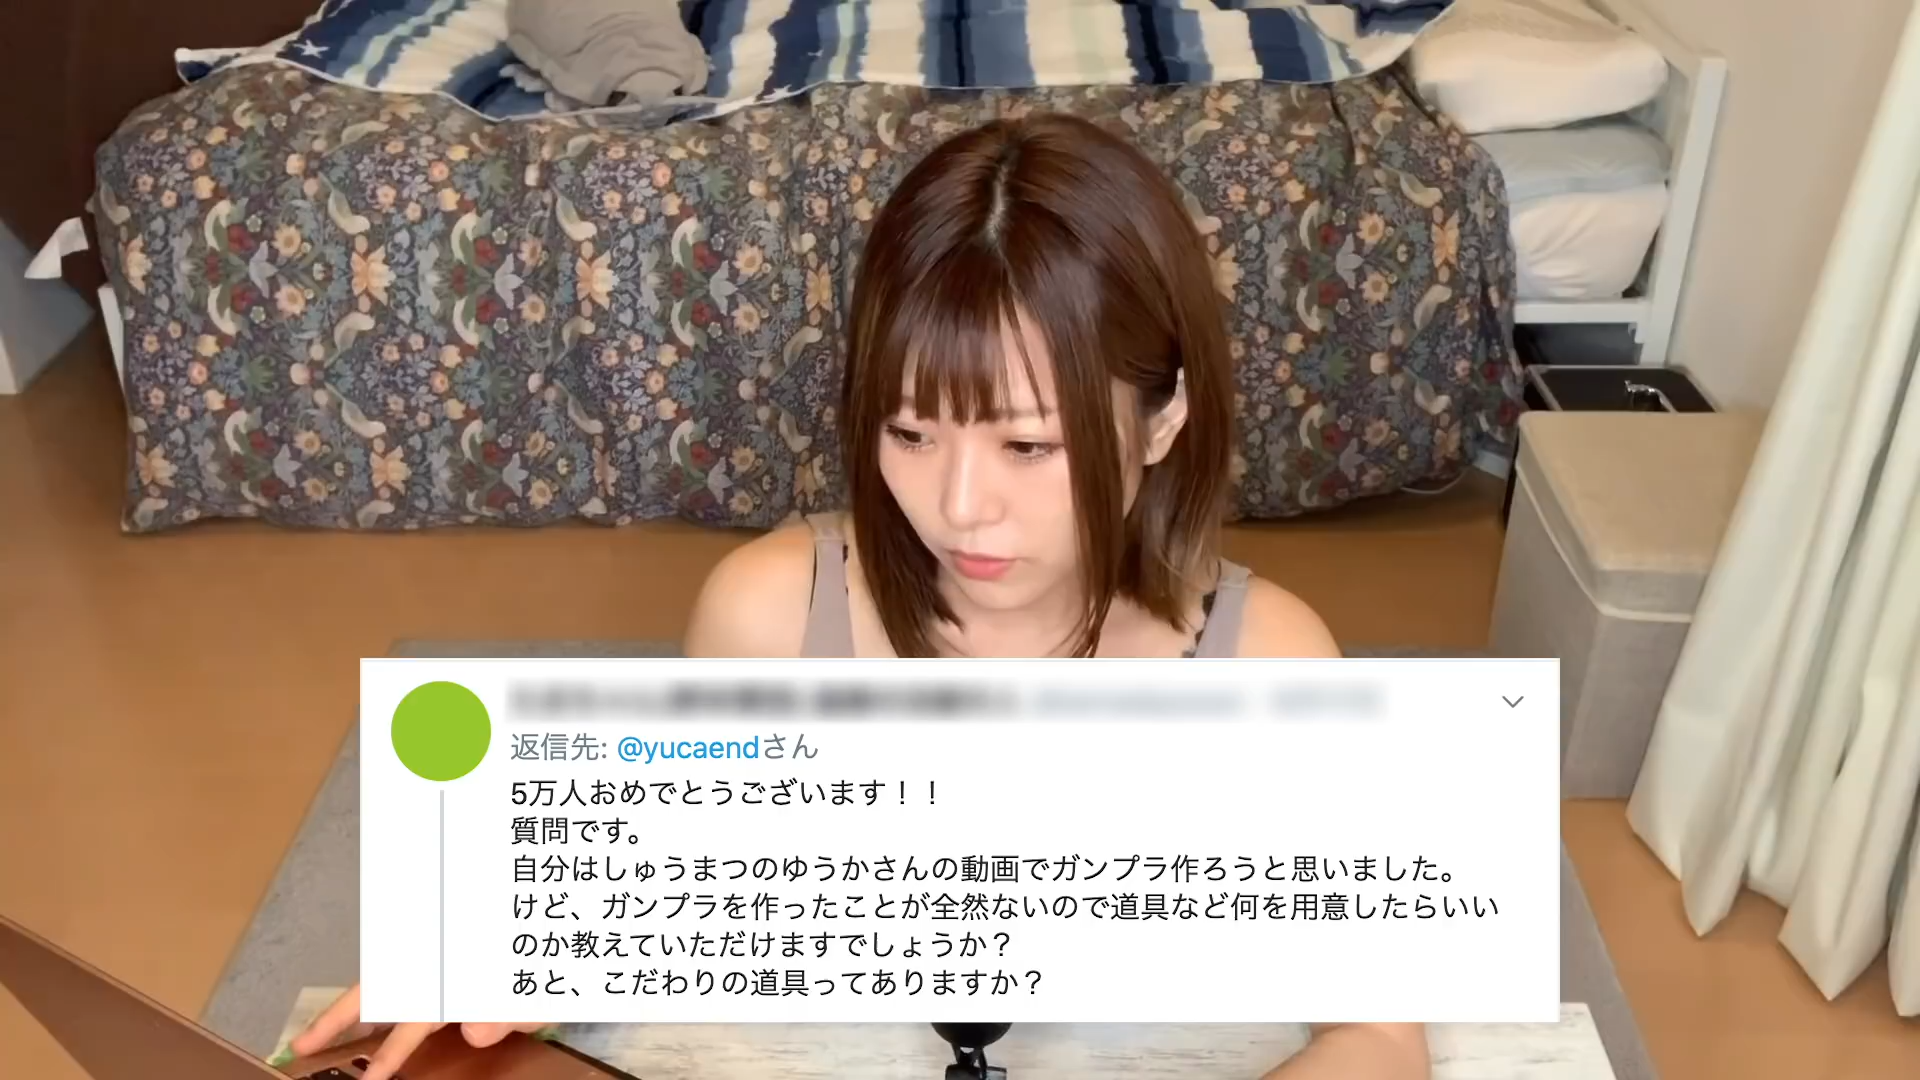 返信先: @yucaendさん
5万人おめでとうございます！！
質問です。
自分はしゅうまつのゆうかさんの動画でガンプラ作ろうと思いました。
けど、ガンプラを作ったことが全然ないので道具など何を用意したらいい
のか教えていただけますでしょうか？
あと、こだわりの道具ってありますか？